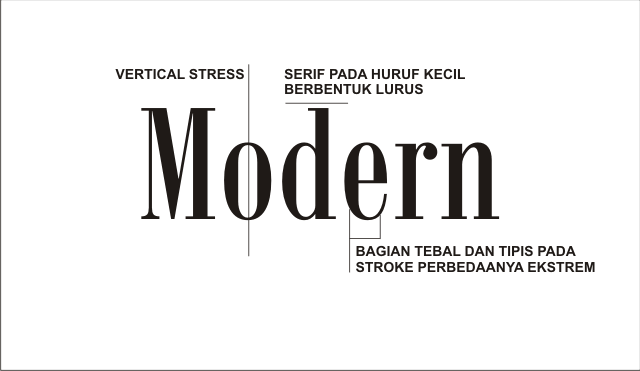 VERTICAL STRESS
SERIF PADA HURUF KECIL
BERBENTUK LURUS
Modern
BAGIAN TEBAL DAN TIPIS PADA
STROKE PERBEDAANYA EKSTREM